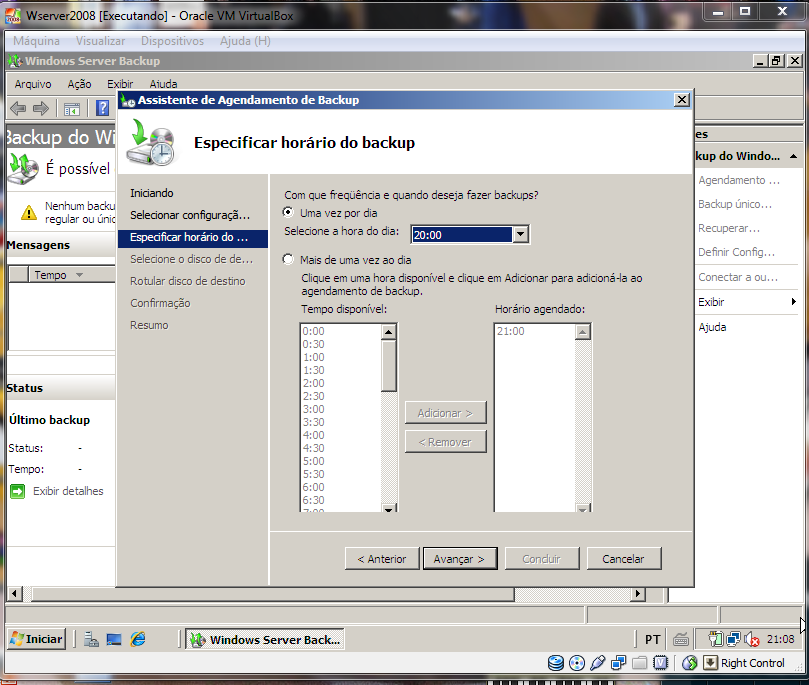 Wserver2008 [Executando] - Oracle VM VirtualBox
Máquina Visualizar Dispositivos Ajuda (H)
Windows Server Backup
Arquivo Ação Exibir Ajuda
Assistente de Agendamento de Backup
Backup do Wi
É possível
Nenhum backu
regular ou únic
Mensagens
Tempo
Status
Último backup
Status: -
Tempo: -
Exibir detalhes
Especificar horário do backup
Iniciando
Selecionar configuraçã...
Especificar horário do ...
Selecione o disco de de...
Rotular disco de destino
Confirmação
Resumo
Com que freqüência e quando deseja fazer backups?
Uma vez por dia
Selecione a hora do dia: 20:00
Mais de uma vez ao dia
Clique em uma hora disponível e clique em Adicionar para adicioná-la ao
agendamento de backup.
Tempo disponível:
0:00
0:30
1:00
1:30
2:00
2:30
3:00
3:30
4:00
4:30
5:00
5:30
6:00
6:30
7:00
Adicionar >
< Remover
Horário agendado:
21:00
< Anterior Avançar > Concluir Cancelar
es
kup do Windo...
Agendamento ...
Backup único...
Recuperar...
Definir Config...
Conectar a ou...
Exibir
Ajuda
Iniciar Windows Server Back... PT 21:08
Right Control